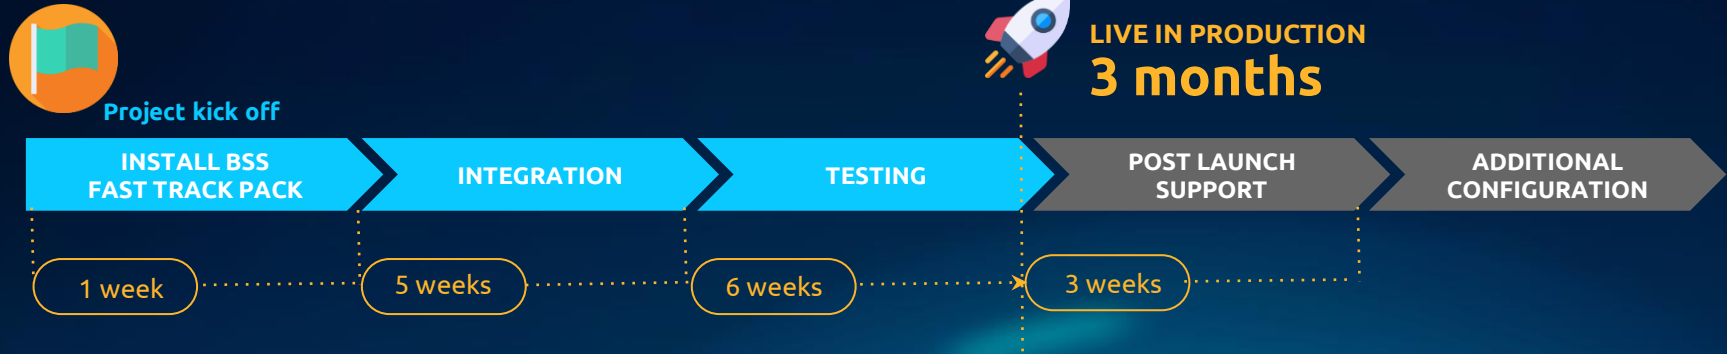 LIVE IN PRODUCTION
3 months
Project kick off
INSTALL BSS
FAST TRACK PACK
INTEGRATION
TESTING
POST LAUNCH
SUPPORT
ADDITIONAL
CONFIGURATION
1 week
5 weeks
6 weeks
3 weeks